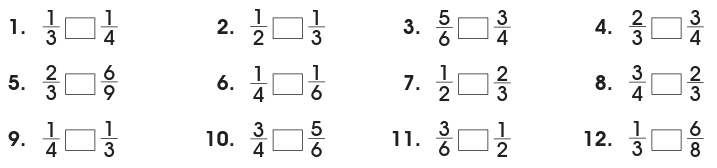 1. 1/3 □ 1/4 2. 1/2 □ 1/3 3. 5/6 □ 3/4 4. 2/3 □ 3/4
5. 2/3 □ 6/9 6. 1/4 □ 1/6 7. 1/2 □ 2/3 8. 3/4 □ 2/3
9. 1/4 □ 1/3 10. 3/4 □ 5/6 11. 3/6 □ 1/2 12. 1/3 □ 6/8